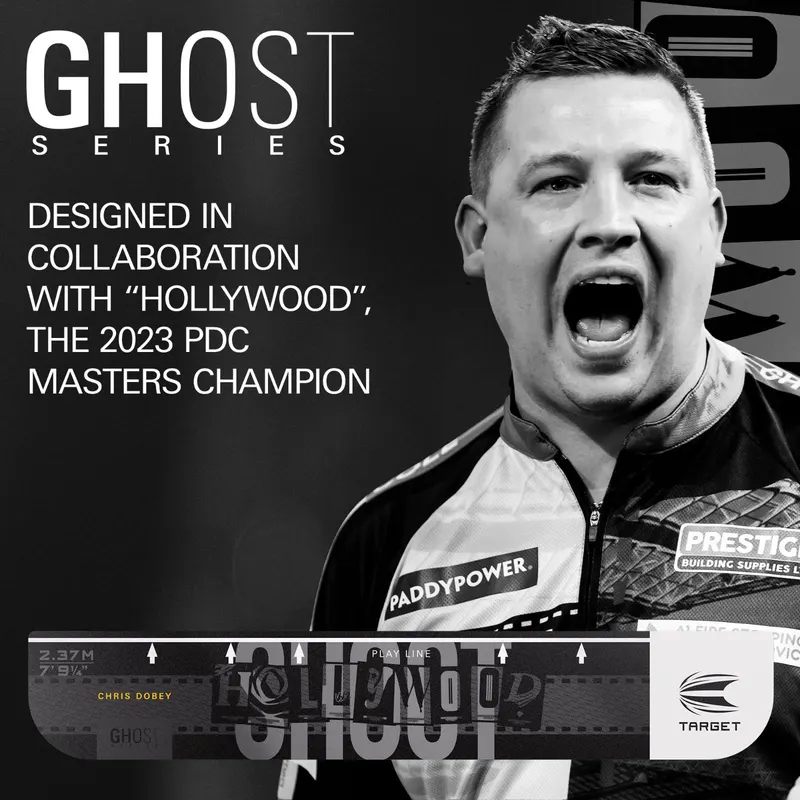 GHOST
SERIES
DESIGNED IN
COLLABORATION
WITH “HOLLYWOOD”,
THE 2023 PDC
MASTERS CHAMPION
PADDYPOWER.
PRESTIG
BUILDING SUPPLIES L
2.37M
7' 9¼"
PLAY LINE
CHRIS DOBEY
HOLLYWOOD
GHOST
GHOST
TARGET